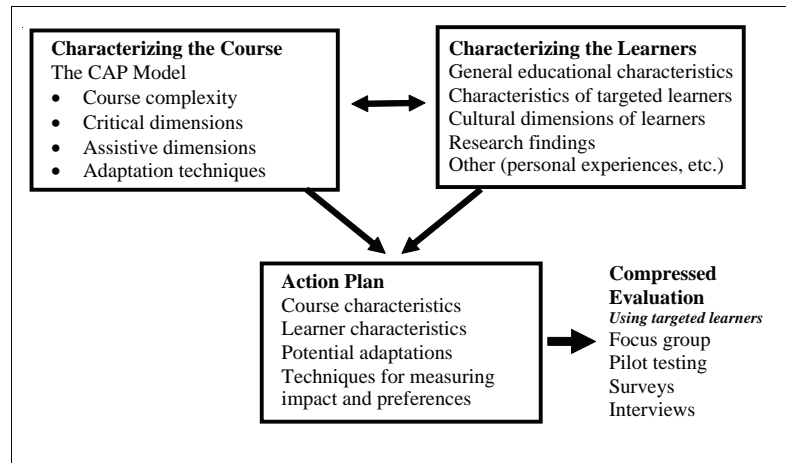 Characterizing the Course
The CAP Model
• Course complexity
• Critical dimensions
• Assistive dimensions
• Adaptation techniques
Characterizing the Learners
General educational characteristics
Characteristics of targeted learners
Cultural dimensions of learners
Research findings
Other (personal experiences, etc.)
Action Plan
Course characteristics
Learner characteristics
Potential adaptations
Techniques for measuring
impact and preferences
Compressed
Evaluation
Using targeted learners
Focus group
Pilot testing
Surveys
Interviews